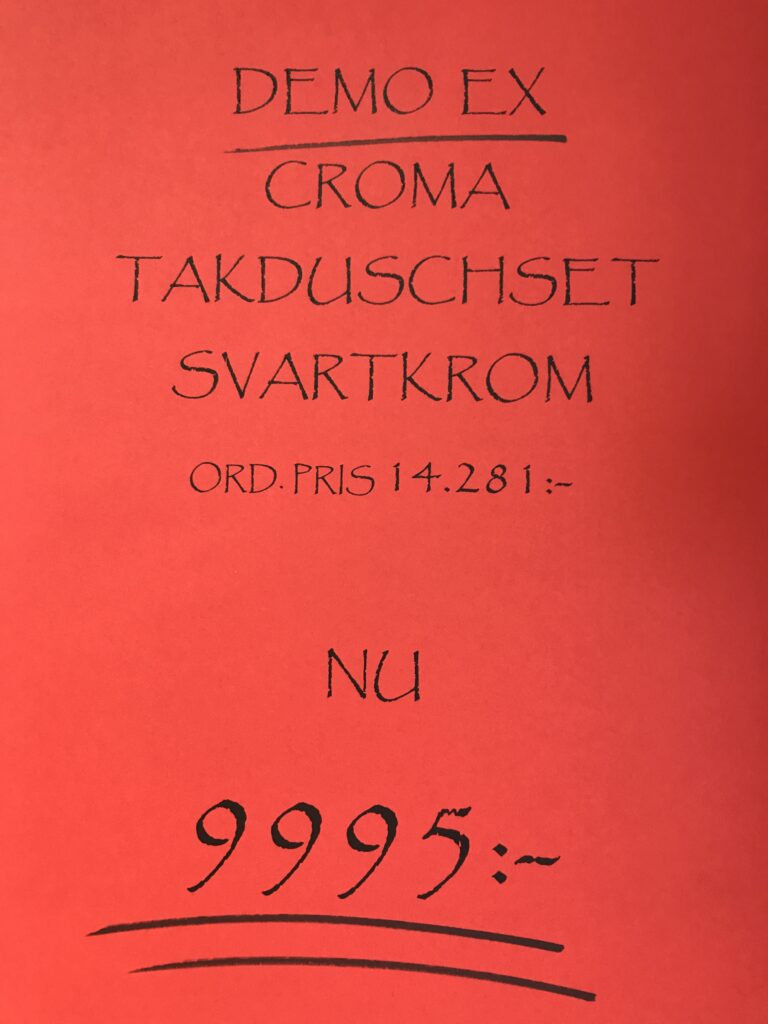 DEMO EX
CROMA
TAKDUSCHSET
SVARTKROM
ORD. PRIS 14.281:-
NU
9995:-